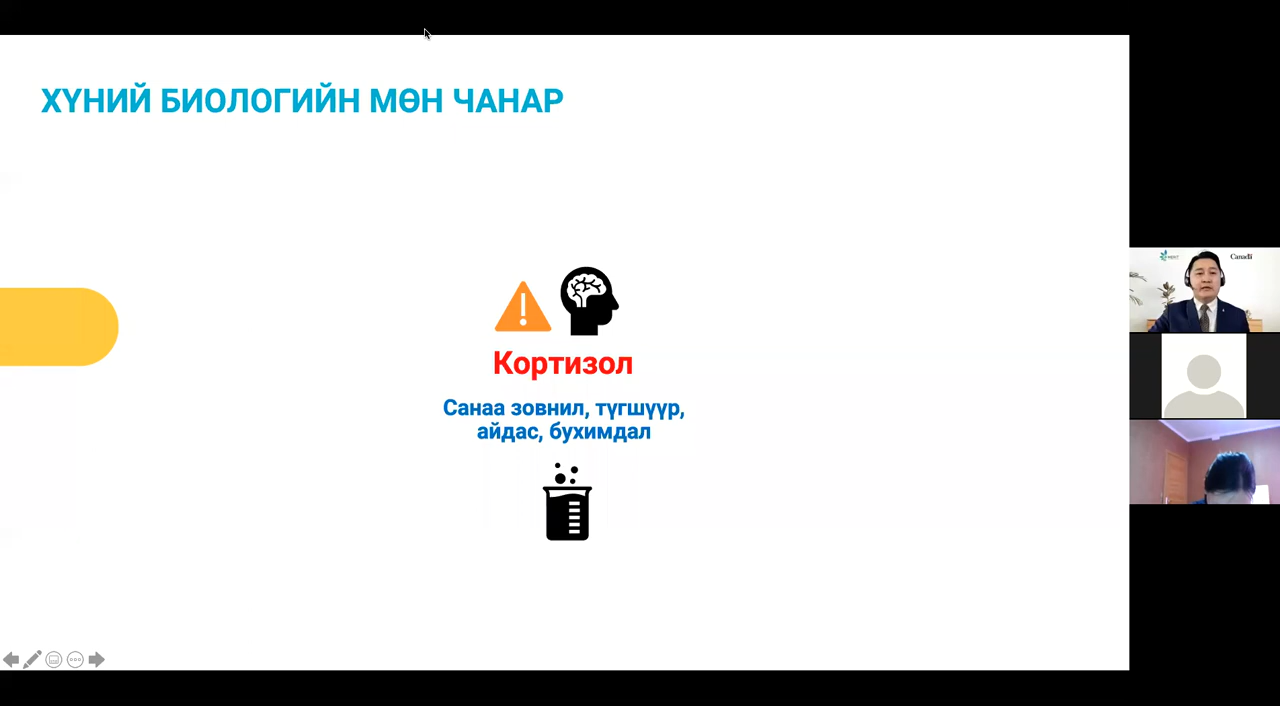 ХҮНИЙ БИОЛОГИЙН МӨН ЧАНАР
Кортизол
Санаа зовнил, түгшүүр,
айдас, бухимдал
Canada